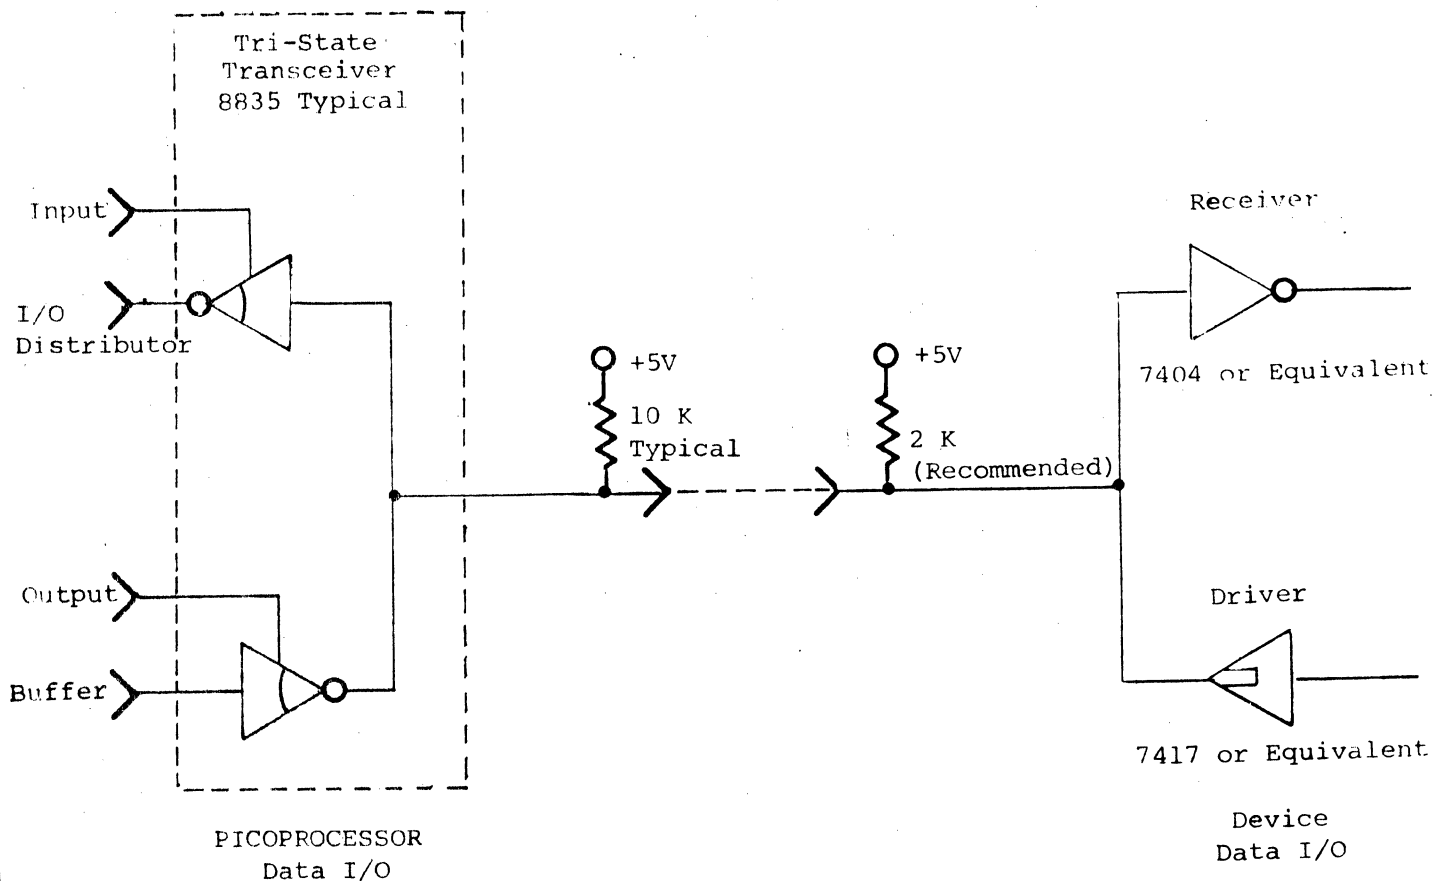 Tri-State
Transceiver
8835 Typical
Input
I/O
Distributor
Output
Buffer
PICOPROCESSOR
Data I/O
+5V
10 K
Typical
+5V
2 K
(Recommended)
Receiver
7404 or Equivalent
Driver
7417 or Equivalent
Device
Data I/O